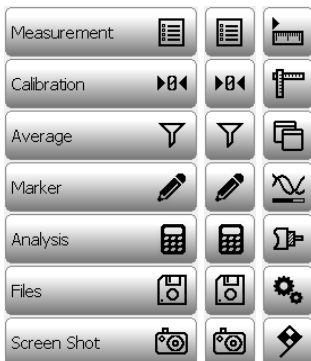 Measurement
Calibration
Average
Marker
Analysis
Files
Screen Shot